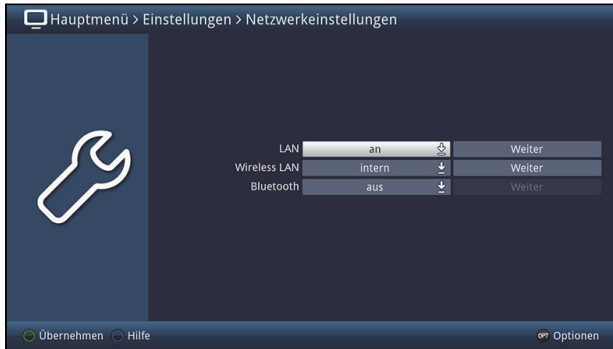 Hauptmenü > Einstellungen > Netzwerkeinstellungen
LAN an Weiter
Wireless LAN intern Weiter
Bluetooth aus Weiter
Übernehmen Hilfe OPT Optionen